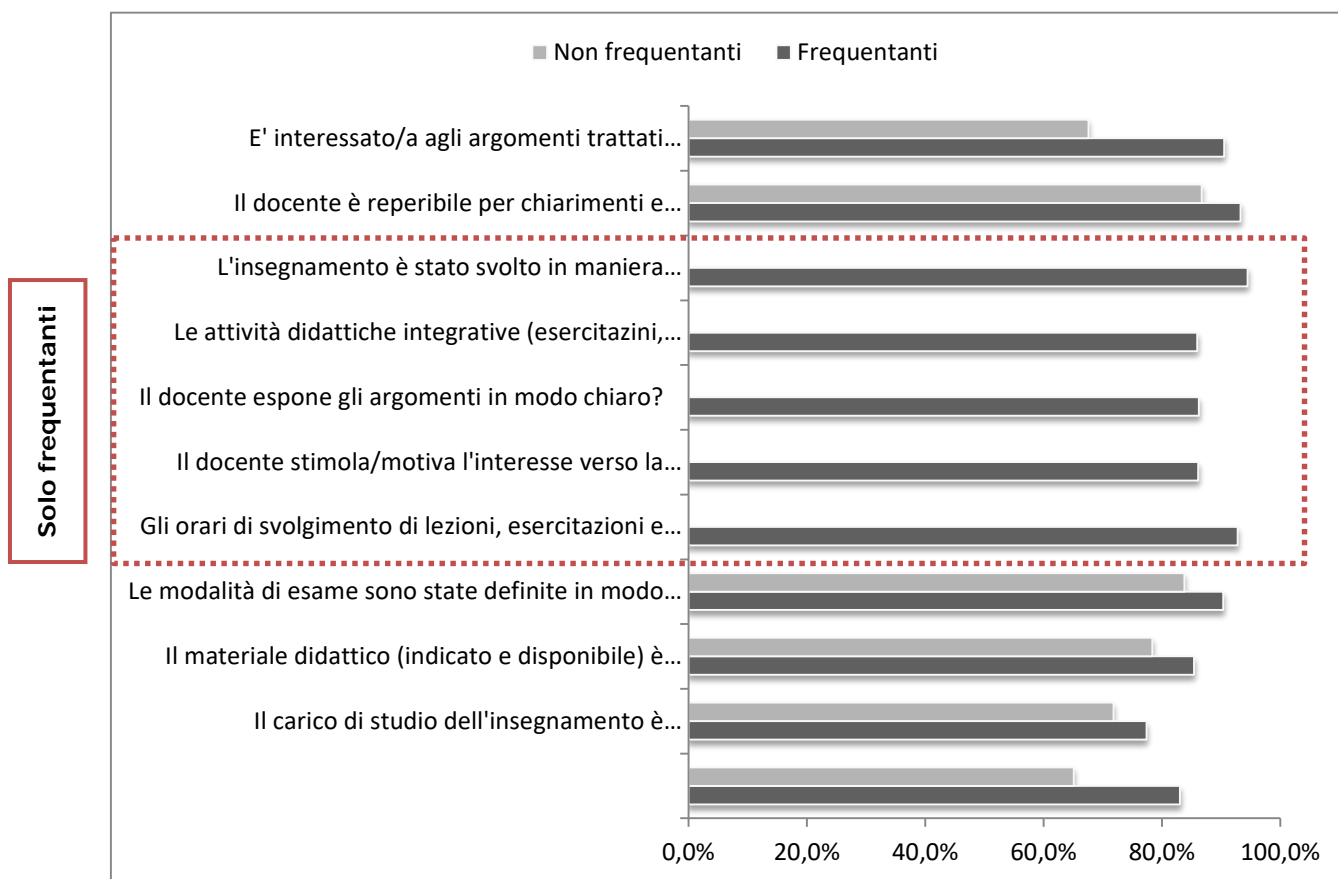 Non frequentanti Frequentanti
E' interessato/a agli argomenti trattati...
Il docente è reperibile per chiarimenti e...
L'insegnamento è stato svolto in maniera...
Le attività didattiche integrative (esercitazini,...
Il docente espone gli argomenti in modo chiaro?
Il docente stimola/motiva l'interesse verso la...
Gli orari di svolgimento di lezioni, esercitazioni e...
Le modalità di esame sono state definite in modo...
Il materiale didattico (indicato e disponibile) è...
Il carico di studio dell'insegnamento è...
Solo frequentanti
0,0% 20,0% 40,0% 60,0% 80,0% 100,0%